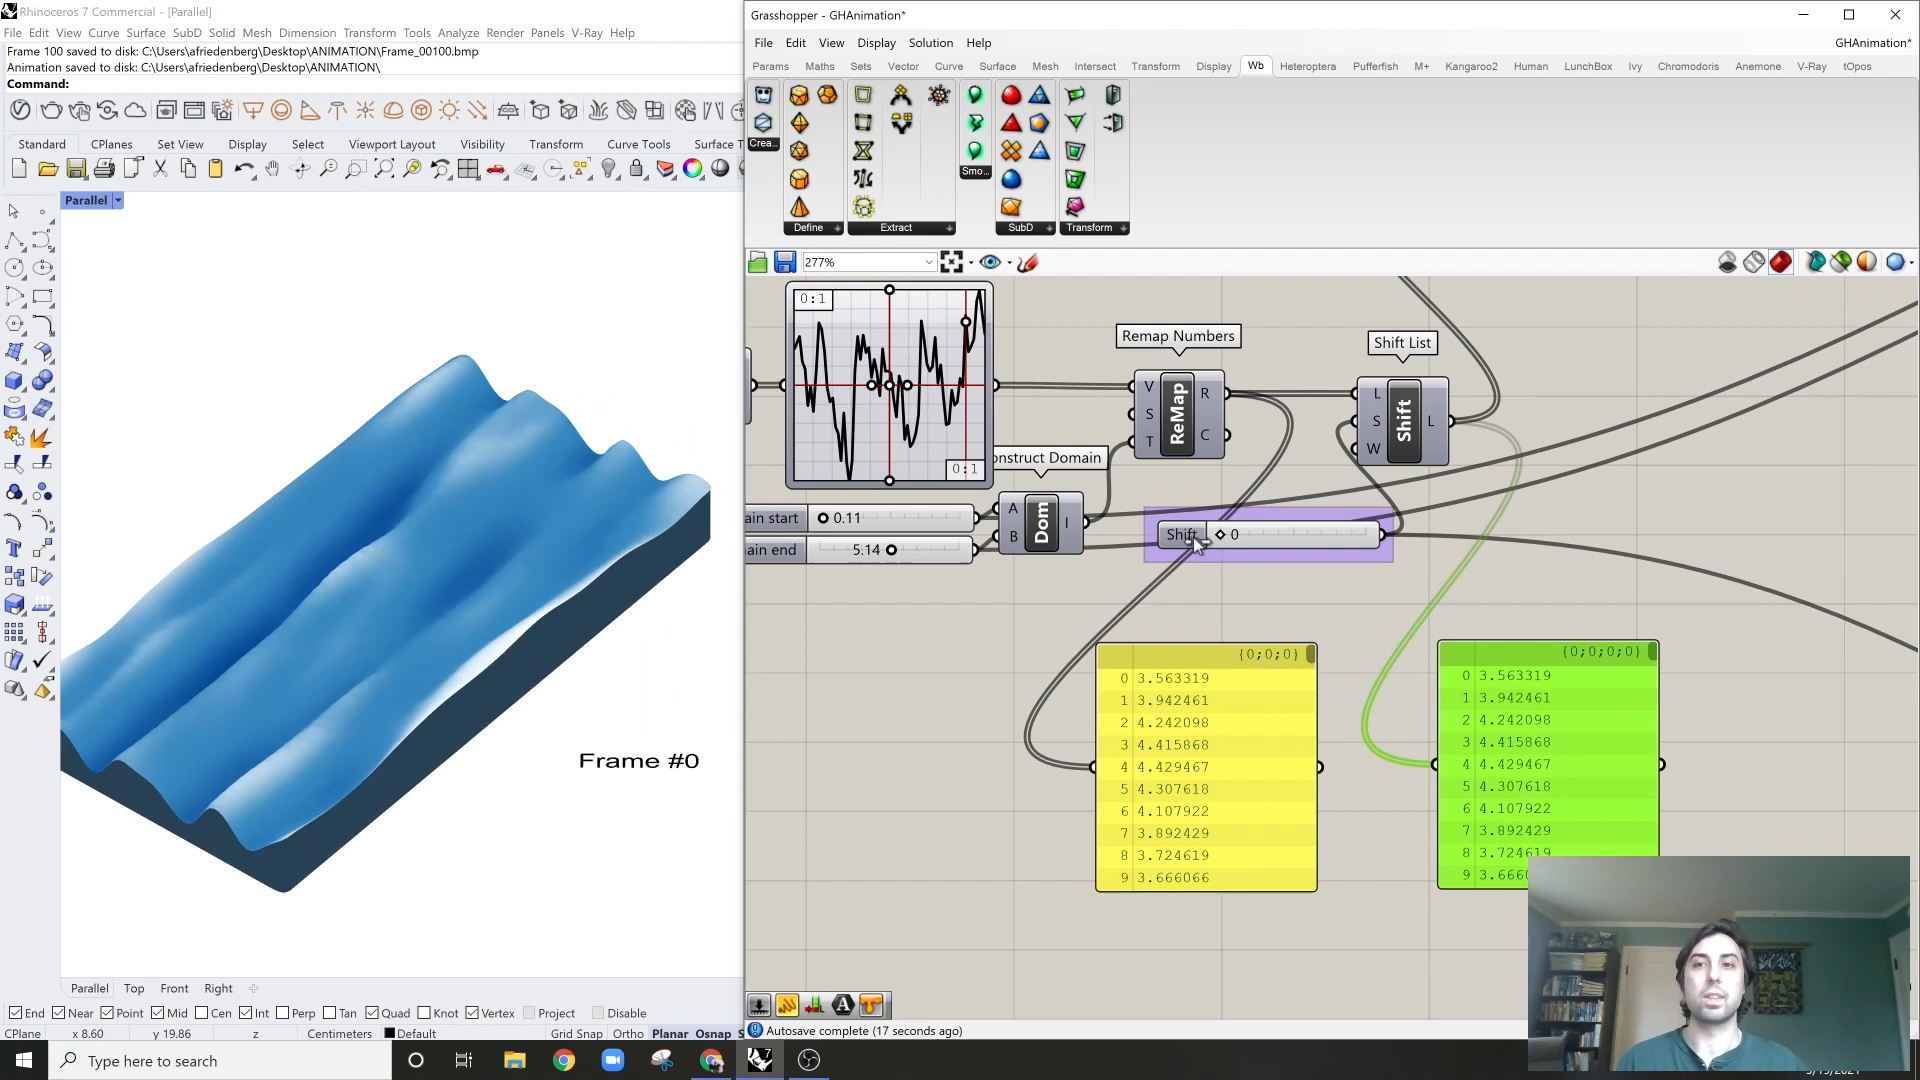 Rhinoceros 7 Commercial - [Parallel]
File Edit View Curve Surface SubD Solid Mesh Dimension Transform Tools Analyze Render Panels V-Ray Help
Frame 100 saved to disk: C:\Users\afriedenberg\Desktop\ANIMATION\Frame_00100.bmp
Animation saved to disk: C:\Users\afriedenberg\Desktop\ANIMATION\
Command:
Standard CPlanes Set View Display Select Viewport Layout Visibility Transform Curve Tools Surface T
Parallel
Frame #0
Parallel Top Front Right
End Near Point Mid Cen Int Perp Tan Quad Knot Vertex Project Disable
CPlane x 8.60 y 19.86 z Centimeters Default Grid Snap Ortho Planar Osnap S
Grasshopper - GHAnimation*
File Edit View Display Solution Help
GHAnimation*
Params Maths Sets Vector Curve Surface Mesh Intersect Transform Display Wb Heteroptera Pufferfish M+ Kangaroo2 Human LunchBox Ivy Chromodoris Anemone V-Ray tOpos
Crea...
Smo...
Define Extract SubD Transform
277%
0:1
0:1
Remap Numbers
V
S
T
ReMap
R
C
Shift List
L
S
W
Shift
L
onstruct Domain
A
B
Dom
I
ain start 0.11
ain end 5.14
Shift 0
{0;0;0}
0 3.563319
1 3.942461
2 4.242098
3 4.415868
4 4.429467
5 4.307618
6 4.107922
7 3.892429
8 3.724619
9 3.666066
{0;0;0;0}
0 3.563319
1 3.942461
2 4.242098
3 4.415868
4 4.429467
5 4.307618
6 4.107922
7 3.892429
8 3.724619
9 3.6660
Autosave complete (17 seconds ago)
Type here to search